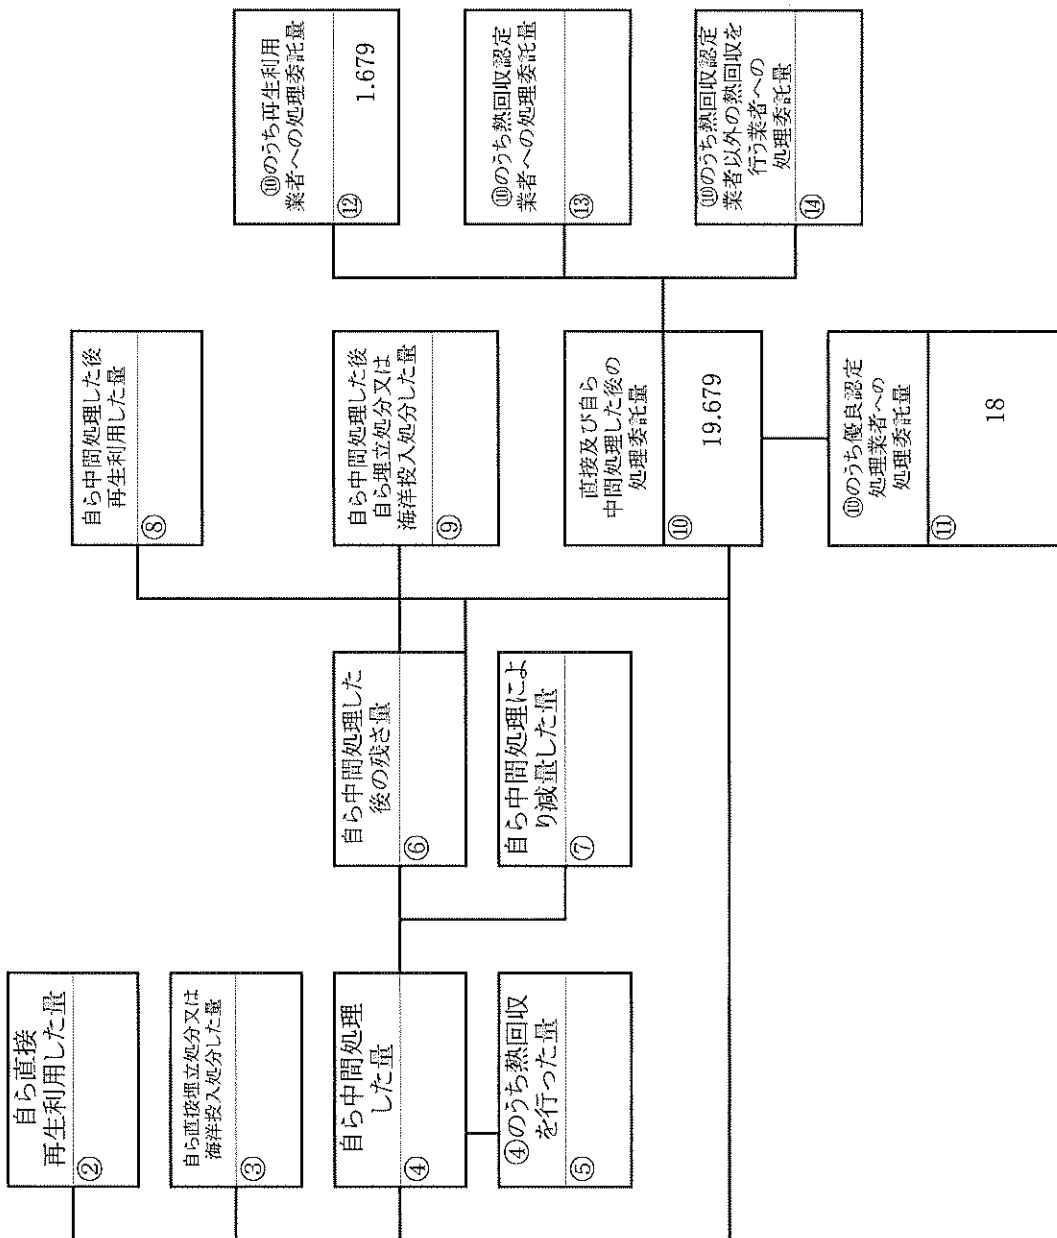 自ら直接
再生利用した量
②
自ら直接埋立処分又は
海洋投入処分した量
③
自ら中間処理
した量
④
④のうち熱回収
を行った量
⑤
自ら中間処理した
後の残さ量
⑥
自ら中間処理によ
り減量した量
⑦
自ら中間処理した後
再生利用した量
⑧
自ら中間処理した後
自ら埋立処分又は
海洋投入処分した量
⑨
直接及び自ら
中間処理した後の
処理委託量
⑩
19.679
⑩のうち優良認定
処理業者への
処理委託量
⑪
18
⑩のうち再生利用
業者への処理委託量
⑫
1.679
⑩のうち熱回収認定
業者への処理委託量
⑬
⑩のうち熱回収認定
業者以外の熱回収を
行う業者への
処理委託量
⑭